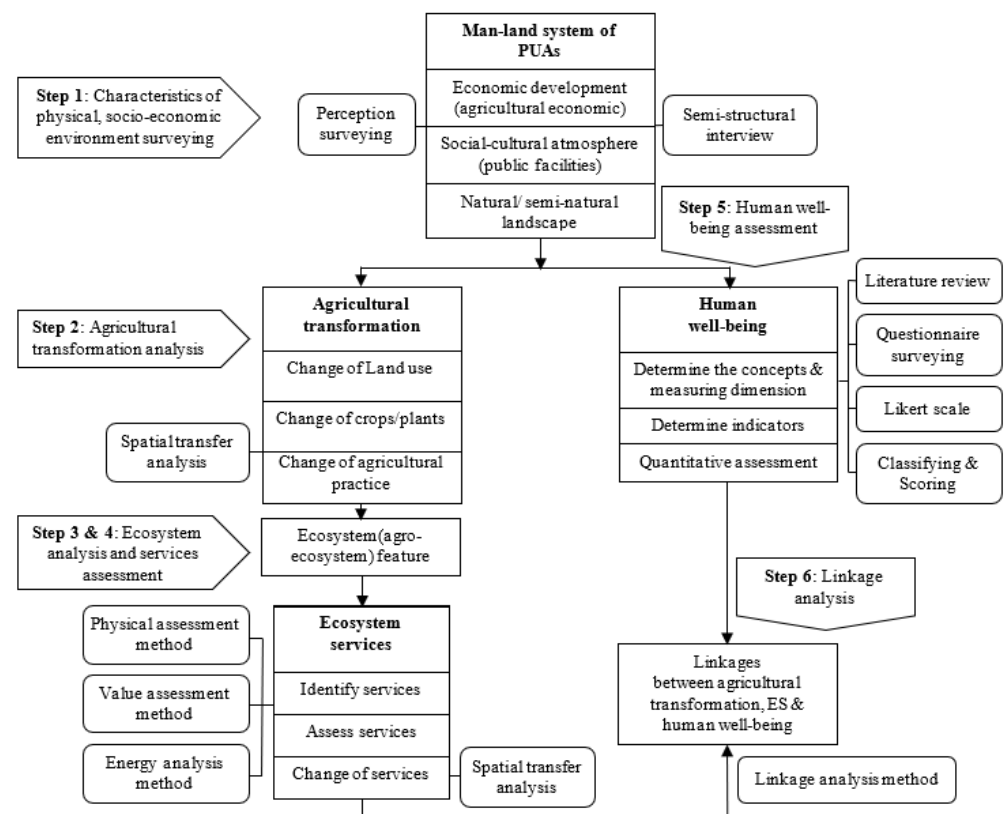 Man-land system of
PUAs
Economic development
(agricultural economic)
Social-cultural atmosphere
(public facilities)
Natural/ semi-natural
landscape
Step 1: Characteristics of
physical, socio-economic
environment surveying
Perception
surveying
Semi-structural
interview
Step 5: Human well-
being assessment
Step 2: Agricultural
transformation analysis
Agricultural
transformation
Change of Land use
Change of crops/plants
Change of agricultural
practice
Spatial transfer
analysis
Human
well-being
Determine the concepts &
measuring dimension
Determine indicators
Quantitative assessment
Literature review
Questionnaire
surveying
Likert scale
Classifying &
Scoring
Step 3 & 4: Ecosystem
analysis and services
assessment
Ecosystem (agro-
ecosystem) feature
Step 6: Linkage
analysis
Physical assessment
method
Value assessment
method
Energy analysis
method
Ecosystem
services
Identify services
Assess services
Change of services
Spatial transfer
analysis
Linkages
between agricultural
transformation, ES &
human well-being
Linkage analysis method